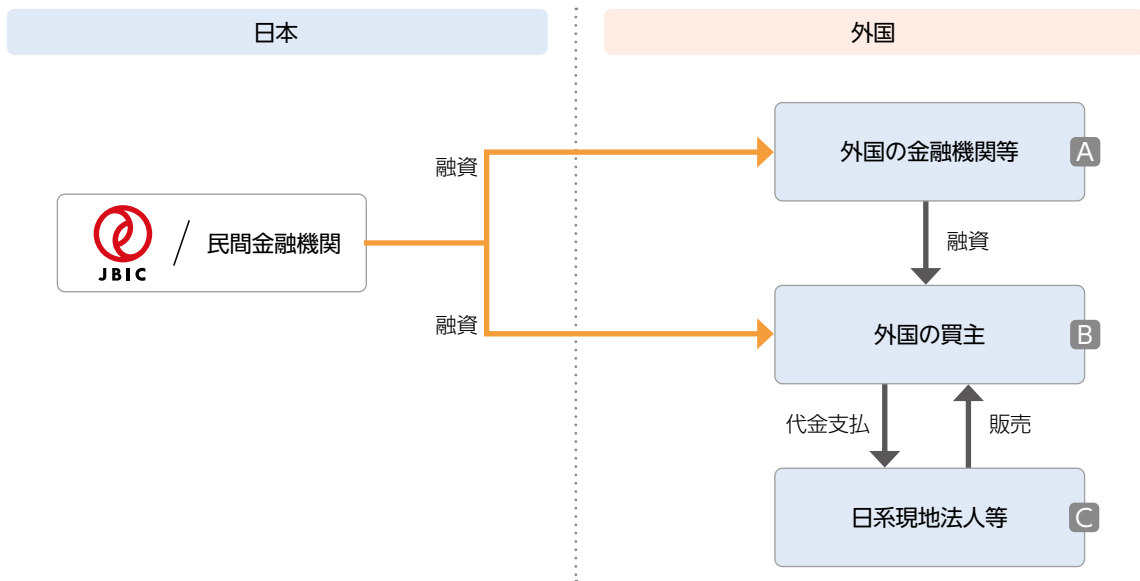 日本
外国
外国の金融機関等
A
融資
JBIC
/
民間金融機関
融資
融資
外国の買主
B
代金支払
販売
日系現地法人等
C